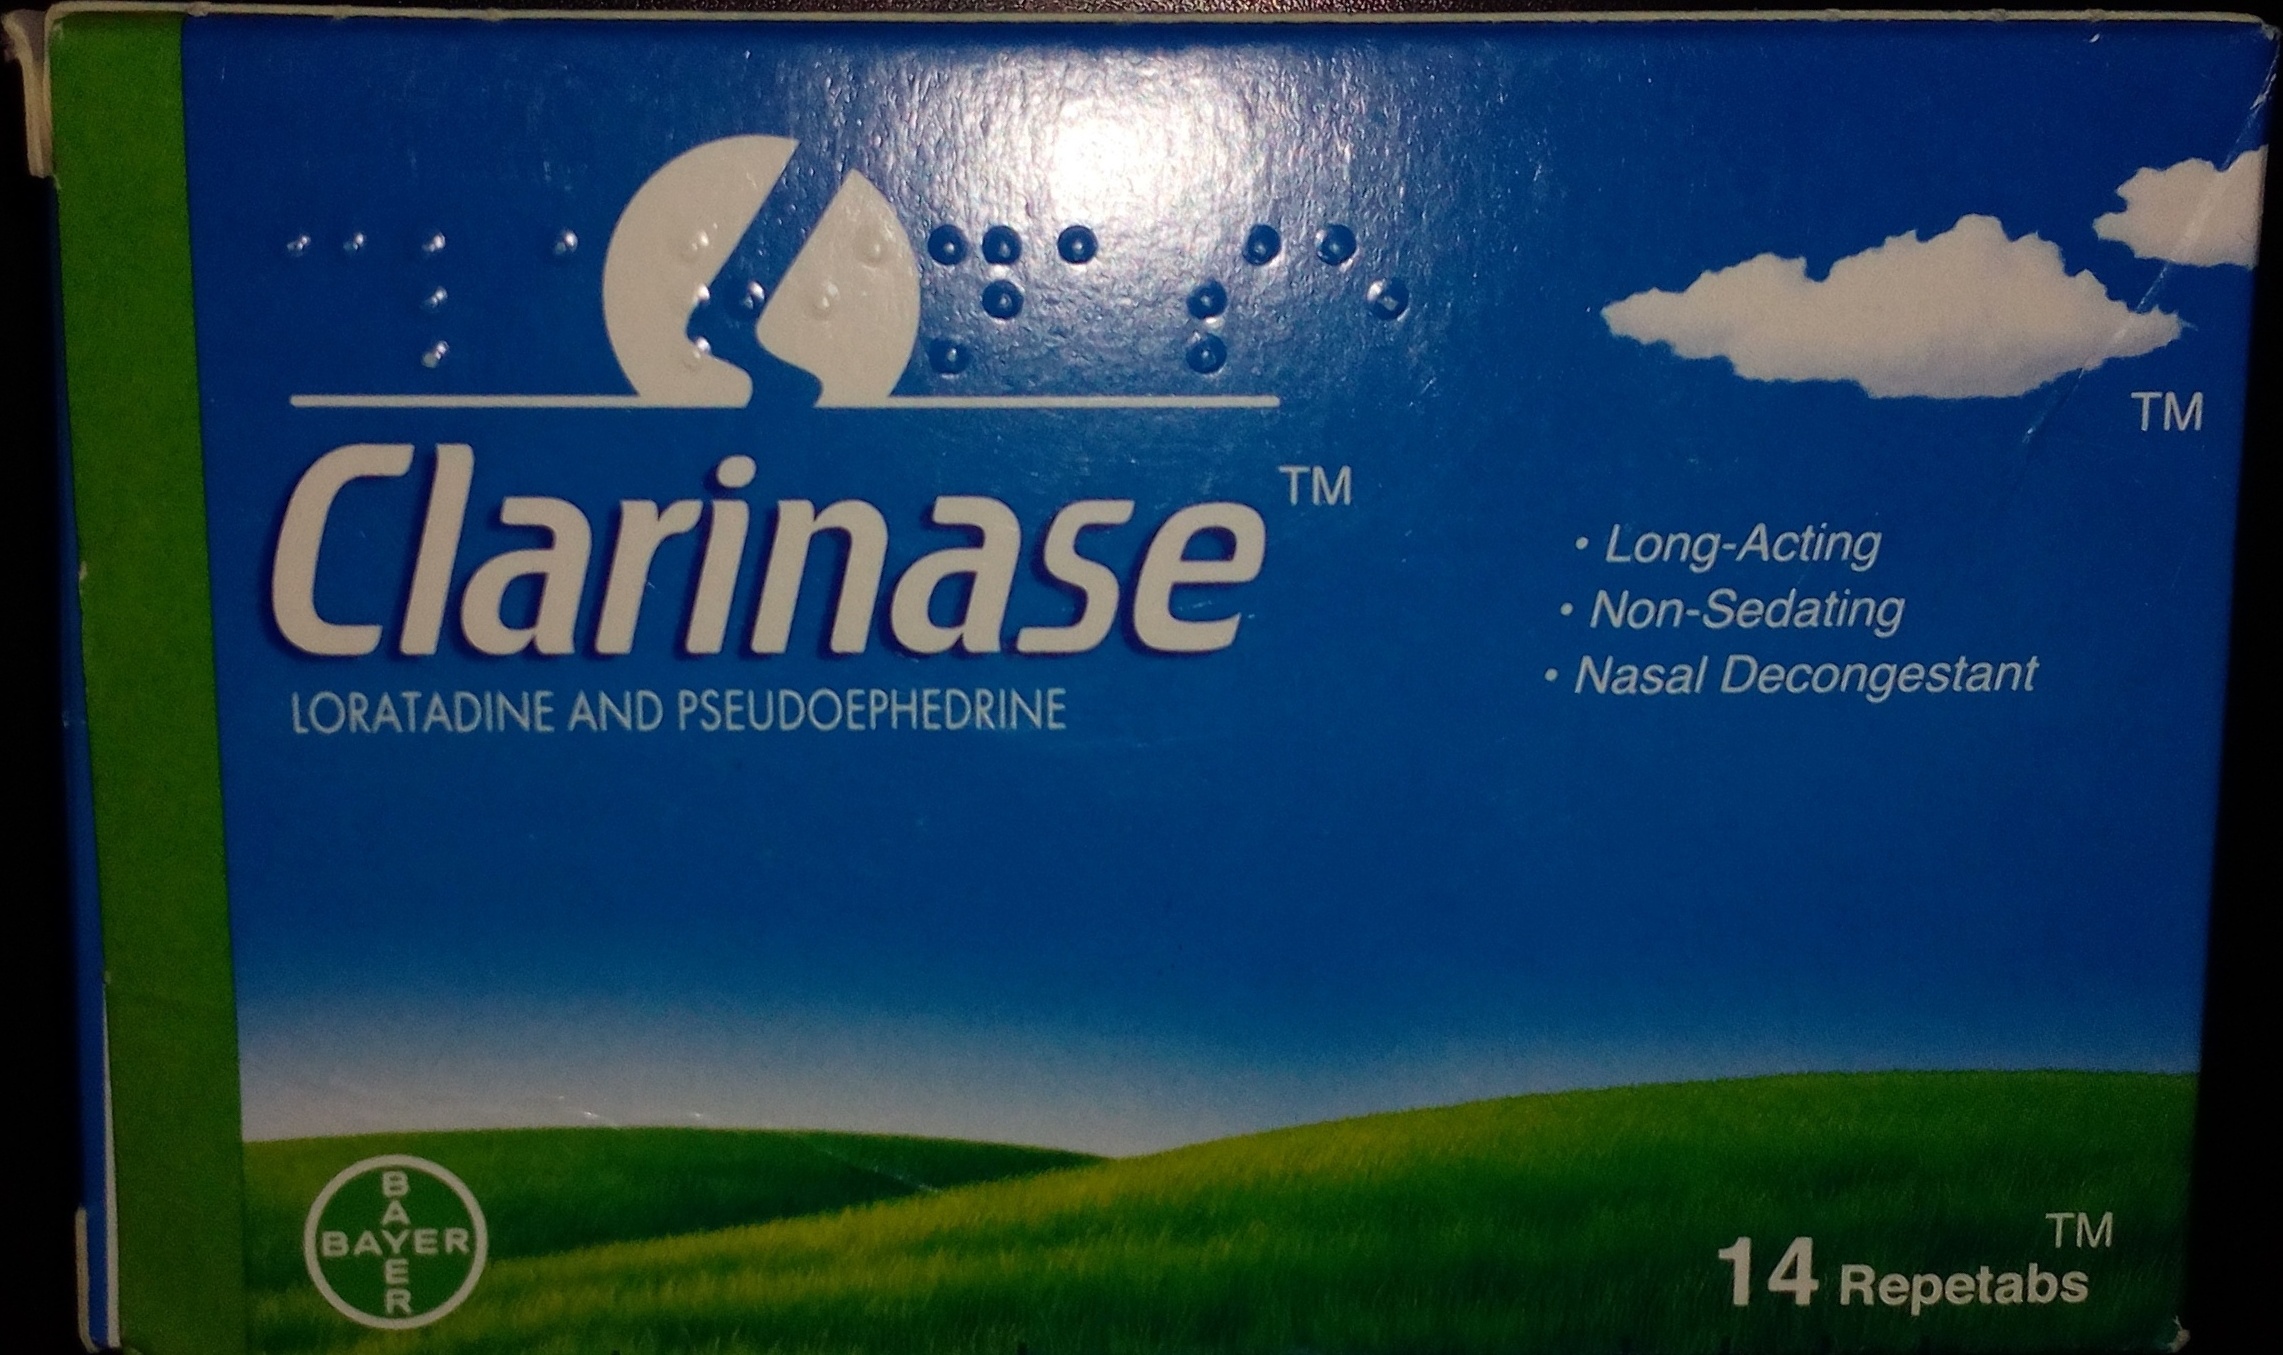 ⠉⠇⠁⠗⠊⠝⠁⠎⠑
TM
Clarinase™
LORATADINE AND PSEUDOEPHEDRINE
• Long-Acting
• Non-Sedating
• Nasal Decongestant
BAYER
BAYER
14 Repetabs™